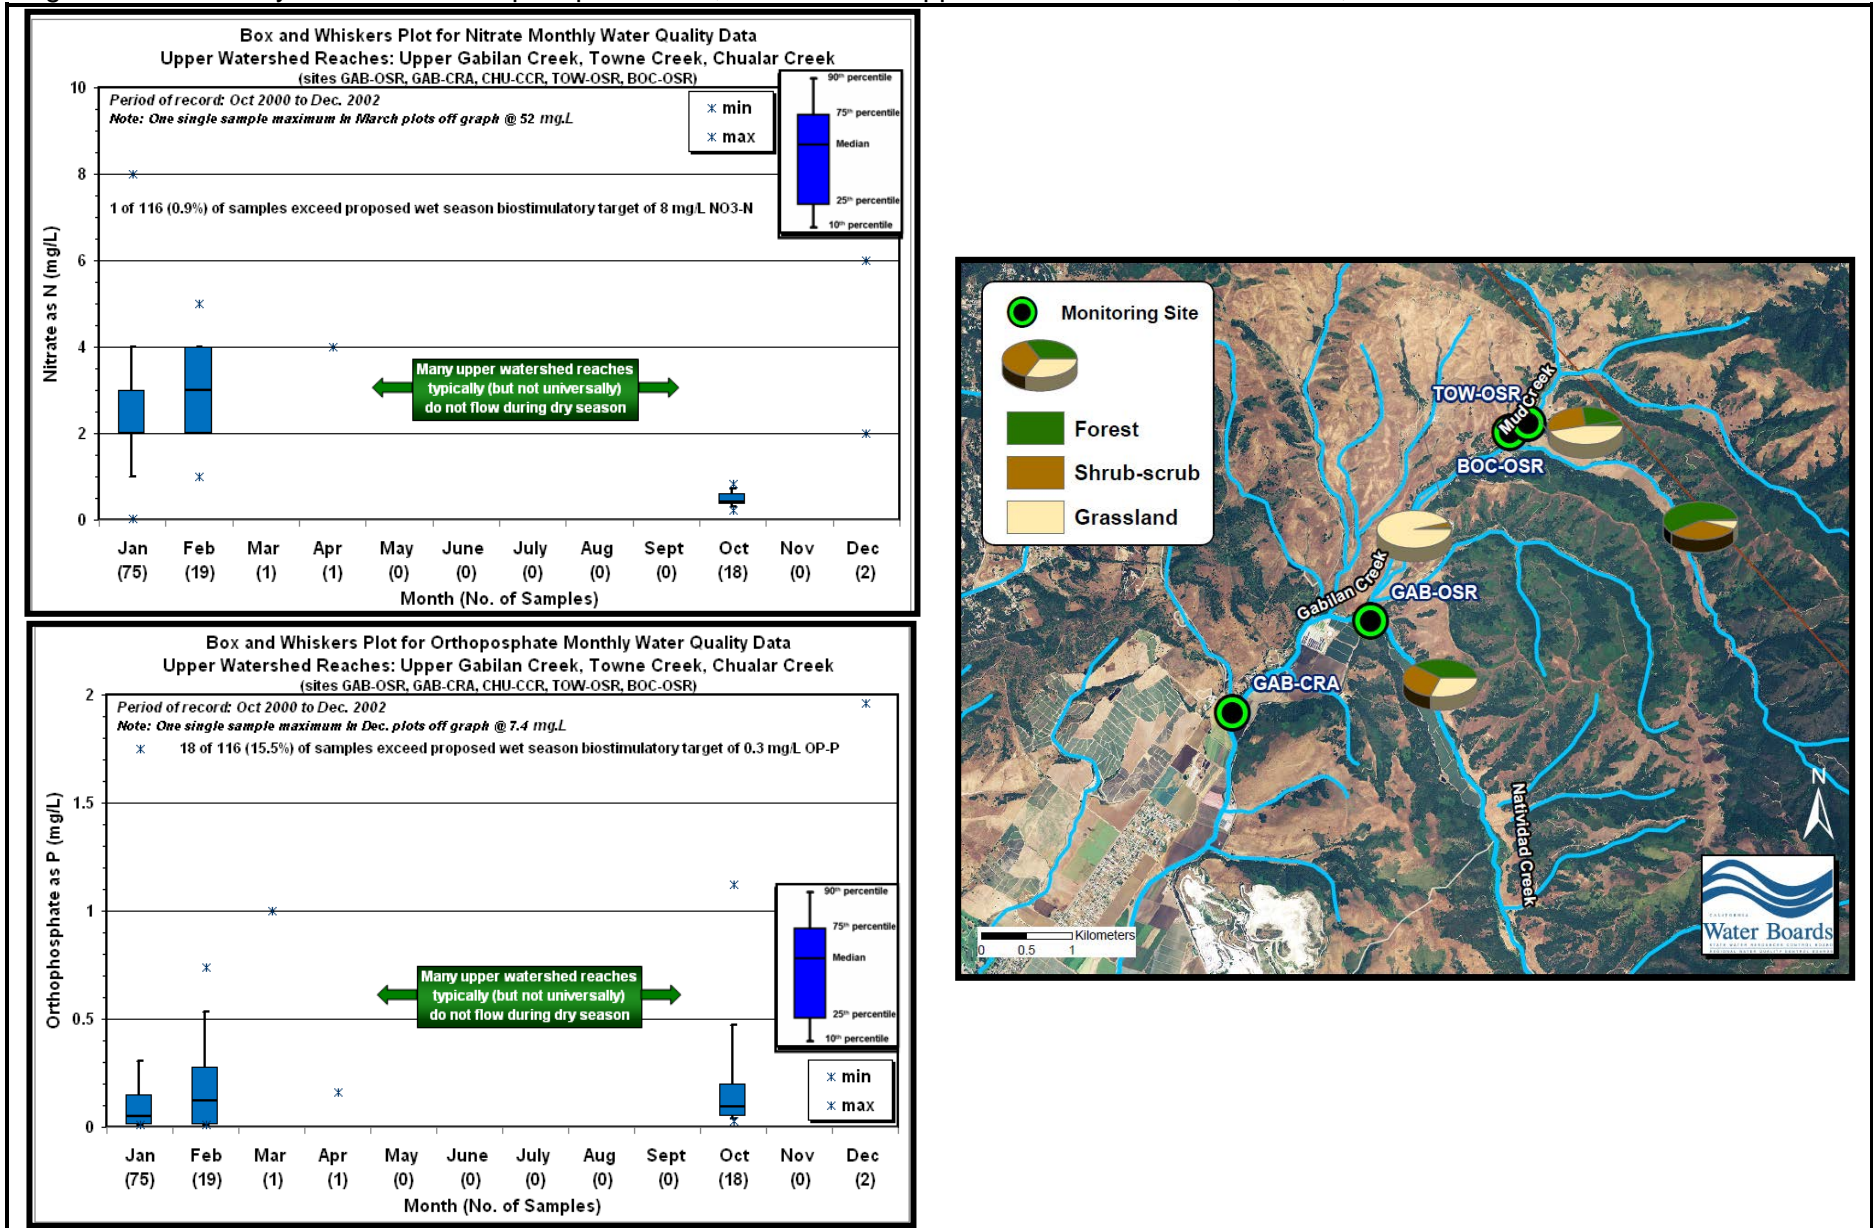 Box and Whiskers Plot for Nitrate Monthly Water Quality Data
Upper Watershed Reaches: Upper Gabilan Creek, Towne Creek, Chualar Creek
(sites GAB-OSR, GAB-CRA, CHU-CCR, TOW-OSR, BOC-OSR)
Period of record: Oct 2000 to Dec. 2002
Note: One single sample maximum in March plots off graph @ 52 mg.L
min
max
90th percentile
75th percentile
Median
25th percentile
10th percentile
1 of 116 (0.9%) of samples exceed proposed wet season biostimulatory target of 8 mg/L NO3-N
Many upper watershed reaches
typically (but not universally)
do not flow during dry season
Nitrate as N (mg/L)
10
8
6
4
2
0
Jan Feb Mar Apr May June July Aug Sept Oct Nov Dec
(75) (19) (1) (1) (0) (0) (0) (0) (0) (18) (0) (2)
Month (No. of Samples)
Box and Whiskers Plot for Orthoposphate Monthly Water Quality Data
Upper Watershed Reaches: Upper Gabilan Creek, Towne Creek, Chualar Creek
(sites GAB-OSR, GAB-CRA, CHU-CCR, TOW-OSR, BOC-OSR)
Period of record: Oct 2000 to Dec. 2002
Note: One single sample maximum in Dec. plots off graph @ 7.4 mg.L
18 of 116 (15.5%) of samples exceed proposed wet season biostimulatory target of 0.3 mg/L OP-P
Many upper watershed reaches
typically (but not universally)
do not flow during dry season
90th percentile
75th percentile
Median
25th percentile
10th percentile
min
max
Orthophosphate as P (mg/L)
2
1.5
1
0.5
0
Jan Feb Mar Apr May June July Aug Sept Oct Nov Dec
(75) (19) (1) (1) (0) (0) (0) (0) (0) (18) (0) (2)
Month (No. of Samples)
Monitoring Site
Forest
Shrub-scrub
Grassland
TOW-OSR
Mud Creek
BOC-OSR
Gabilan Creek
GAB-OSR
GAB-CRA
Natividad Creek
N
Kilometers
0 0.5 1
CALIFORNIA
Water Boards
STATE WATER RESOURCES CONTROL BOARD
REGIONAL WATER QUALITY CONTROL BOARDS